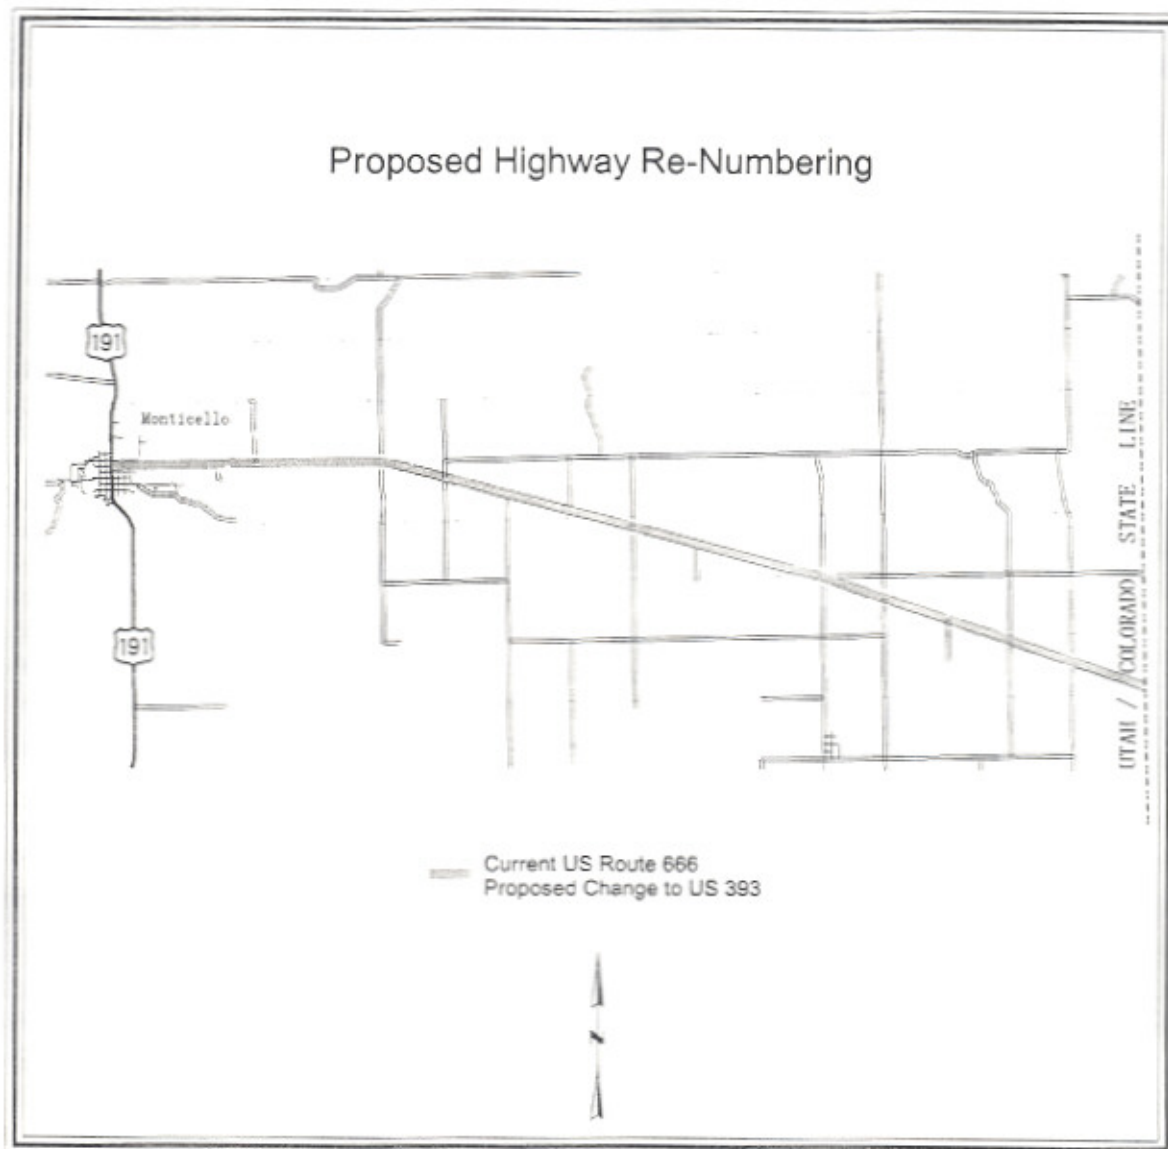 Proposed Highway Re-Numbering
191
Monticello
191
UTAH / COLORADO STATE LINE
Current US Route 666
Proposed Change to US 393
N